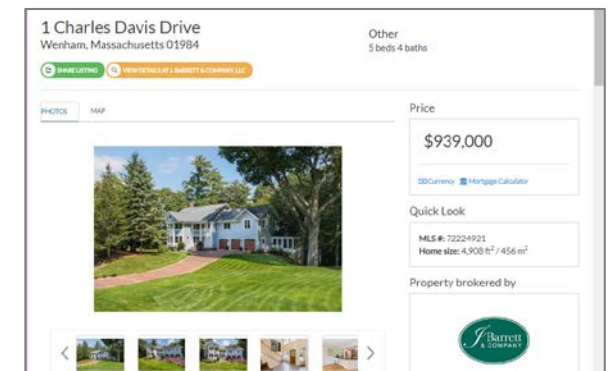 1 Charles Davis Drive
Wenham, Massachusetts 01984
Other
5 beds 4 baths
SHARE LISTING
VIEW DETAILS AT J. BARRETT & COMPANY LLC
PHOTOS MAP
Price
$939,000
Currency Mortgage Calculator
Quick Look
MLS #: 72224921
Home size: 4,908 ft² / 456 m²
Property brokered by
J Barrett
& COMPANY